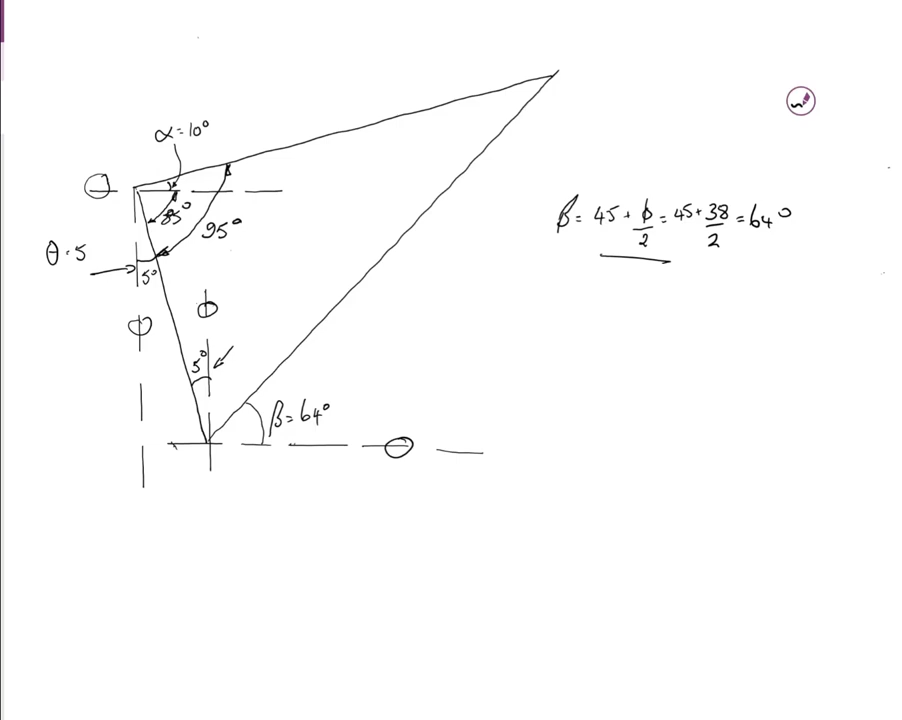 α=10°
85°
95°
θ=5
5°
5°
β=64°
β= 45 + ϕ/2 = 45+38/2 = 64°